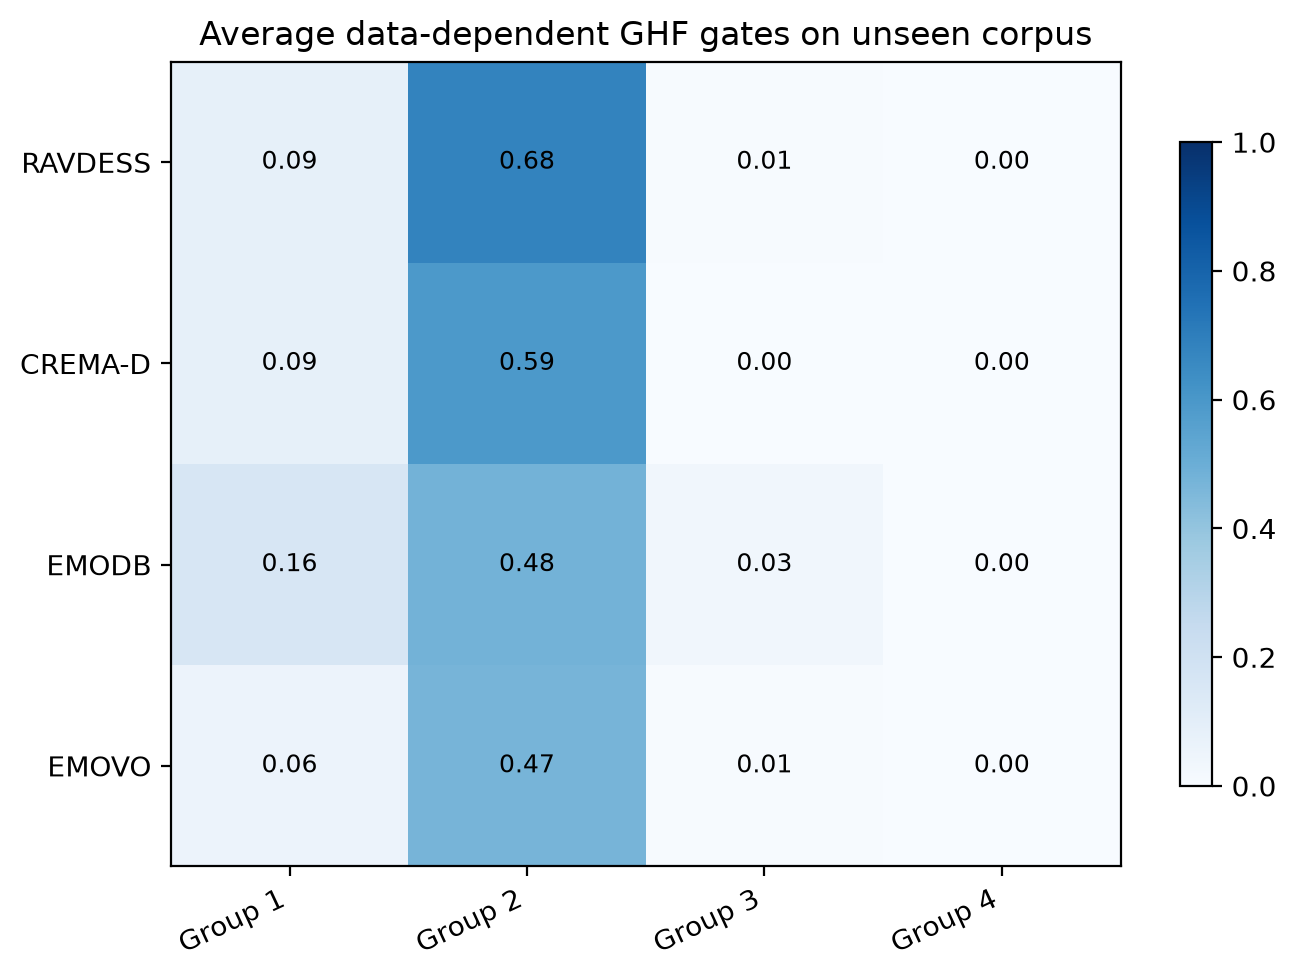 Average data-dependent GHF gates on unseen corpus
RAVDESS 0.09 0.68 0.01 0.00
CREMA-D 0.09 0.59 0.00 0.00
EMODB 0.16 0.48 0.03 0.00
EMOVO 0.06 0.47 0.01 0.00
Group 1 Group 2 Group 3 Group 4
1.0
0.8
0.6
0.4
0.2
0.0